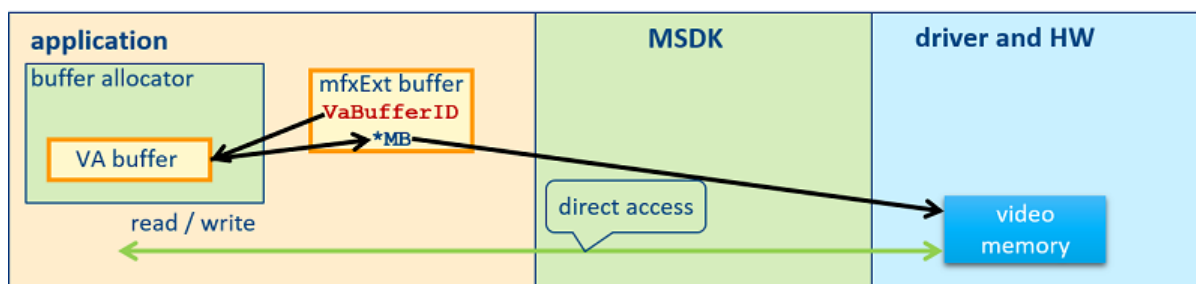 application
MSDK
driver and HW
buffer allocator
mfxExt buffer
VaBufferID
*MB
VA buffer
direct access
read / write
video
memory